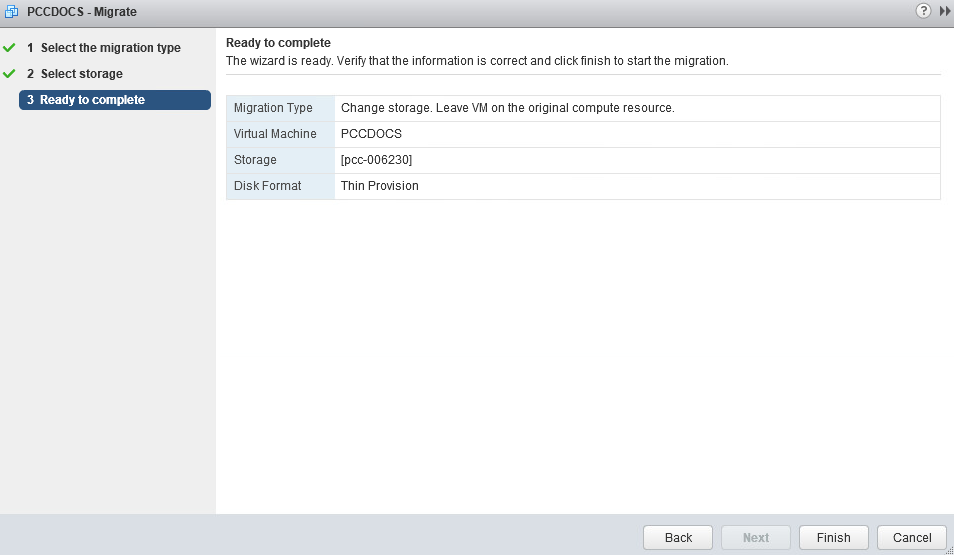 PCCDOCS - Migrate
?
1 Select the migration type
2 Select storage
3 Ready to complete
Ready to complete
The wizard is ready. Verify that the information is correct and click finish to start the migration.
Migration Type Change storage. Leave VM on the original compute resource.
Virtual Machine PCCDOCS
Storage [pcc-006230]
Disk Format Thin Provision
Back Next Finish Cancel